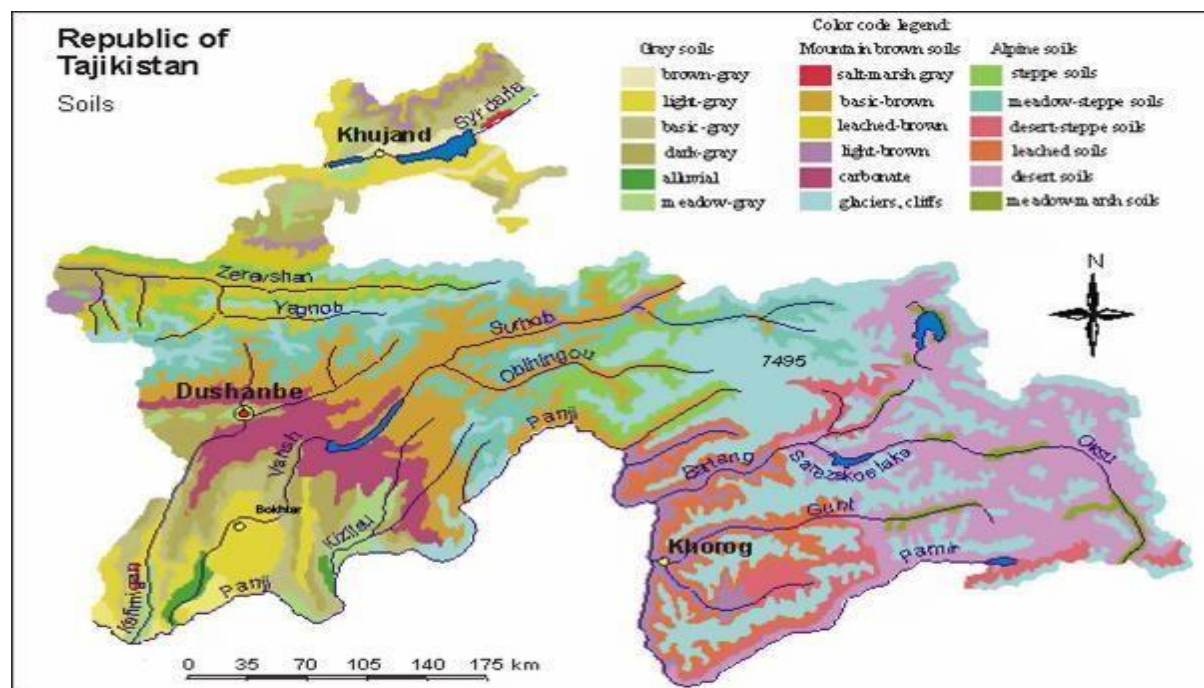 Republic of
Tajikistan
Soils
Color code legend:
Gray soils
brown-gray
light-gray
basic-gray
dark-gray
alluvial
meadow-gray
Mountain brown soils
salt-marsh gray
basic-brown
leached-brown
light-brown
carbonate
glaciers, cliffs
Alpine soils
steppe soils
meadow-steppe soils
desert-steppe soils
leached soils
desert soils
meadow-marsh soils
Khujand
Syrdaria
N
Zeravshan
Yagnob
Surhob
Obihingou
7495
Dushanbe
Vahsh
Panji
Bartang
Sarezskoe lake
Oksu
Bokhtar
Kizilsu
Gunt
Khorog
Pamir
Kafirnigan
Panji
0 35 70 105 140 175 km